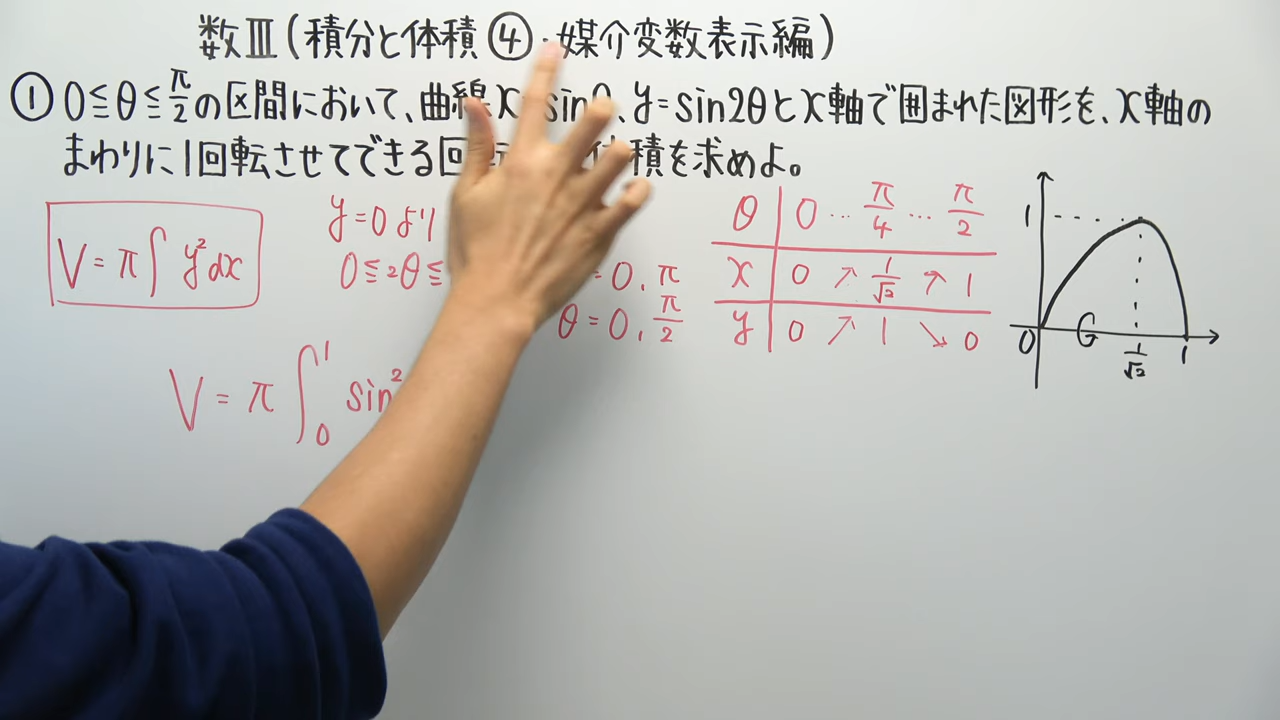 数Ⅲ(積分と体積④・媒介変数表示編)
① 0≦θ≦π/2の区間において、曲線x=sinθ、y=sin2θとx軸で囲まれた図形を、x軸の
まわりに1回転させてできる回 体積を求めよ。
V=π∫y²dx
y=0より
0≦2θ≦ =0, π
θ=0, π/2
θ 0 … π/4 … π/2
x 0 ↗ 1/√2 ↗ 1
y 0 ↗ 1 ↘ 0
1
0 1/√2 1
V=π∫₀¹ sin²